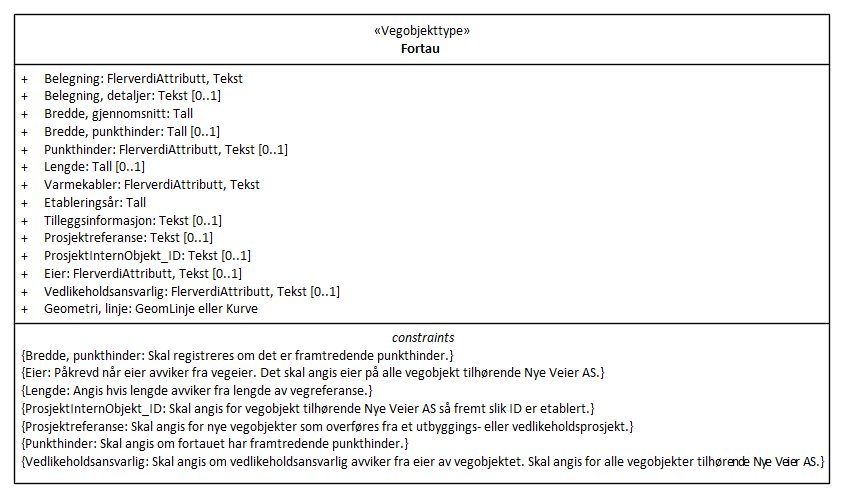 «Vegobjekttype»
Fortau
+ Belegning: FlerverdiAttributt, Tekst
+ Belegning, detaljer: Tekst [0..1]
+ Bredde, gjennomsnitt: Tall
+ Bredde, punkthinder: Tall [0..1]
+ Punkthinder: FlerverdiAttributt, Tekst [0..1]
+ Lengde: Tall [0..1]
+ Varmekabler: FlerverdiAttributt, Tekst
+ Etableringsår: Tall
+ Tilleggsinformasjon: Tekst [0..1]
+ Prosjektreferanse: Tekst [0..1]
+ ProsjektInternObjekt_ID: Tekst [0..1]
+ Eier: FlerverdiAttributt, Tekst [0..1]
+ Vedlikeholdsansvarlig: FlerverdiAttributt, Tekst [0..1]
+ Geometri, linje: GeomLinje eller Kurve
constraints
{Bredde, punkthinder: Skal registreres om det er framtredende punkthinder.}
{Eier: Påkrevd når eier avviker fra vegeier. Det skal angis eier på alle vegobjekt tilhørende Nye Veier AS.}
{Lengde: Angis hvis lengde avviker fra lengde av vegreferanse.}
{ProsjektInternObjekt_ID: Skal angis for vegobjekt tilhørende Nye Veier AS så fremt slik ID er etablert.}
{Prosjektreferanse: Skal angis for nye vegobjekter som overføres fra et utbyggings- eller vedlikeholdsprosjekt.}
{Punkthinder: Skal angis om fortauet har framtredende punkthinder.}
{Vedlikeholdsansvarlig: Skal angis om vedlikeholdsansvarlig avviker fra eier av vegobjektet. Skal angis for alle vegobjekter tilhørende Nye Veier AS.}